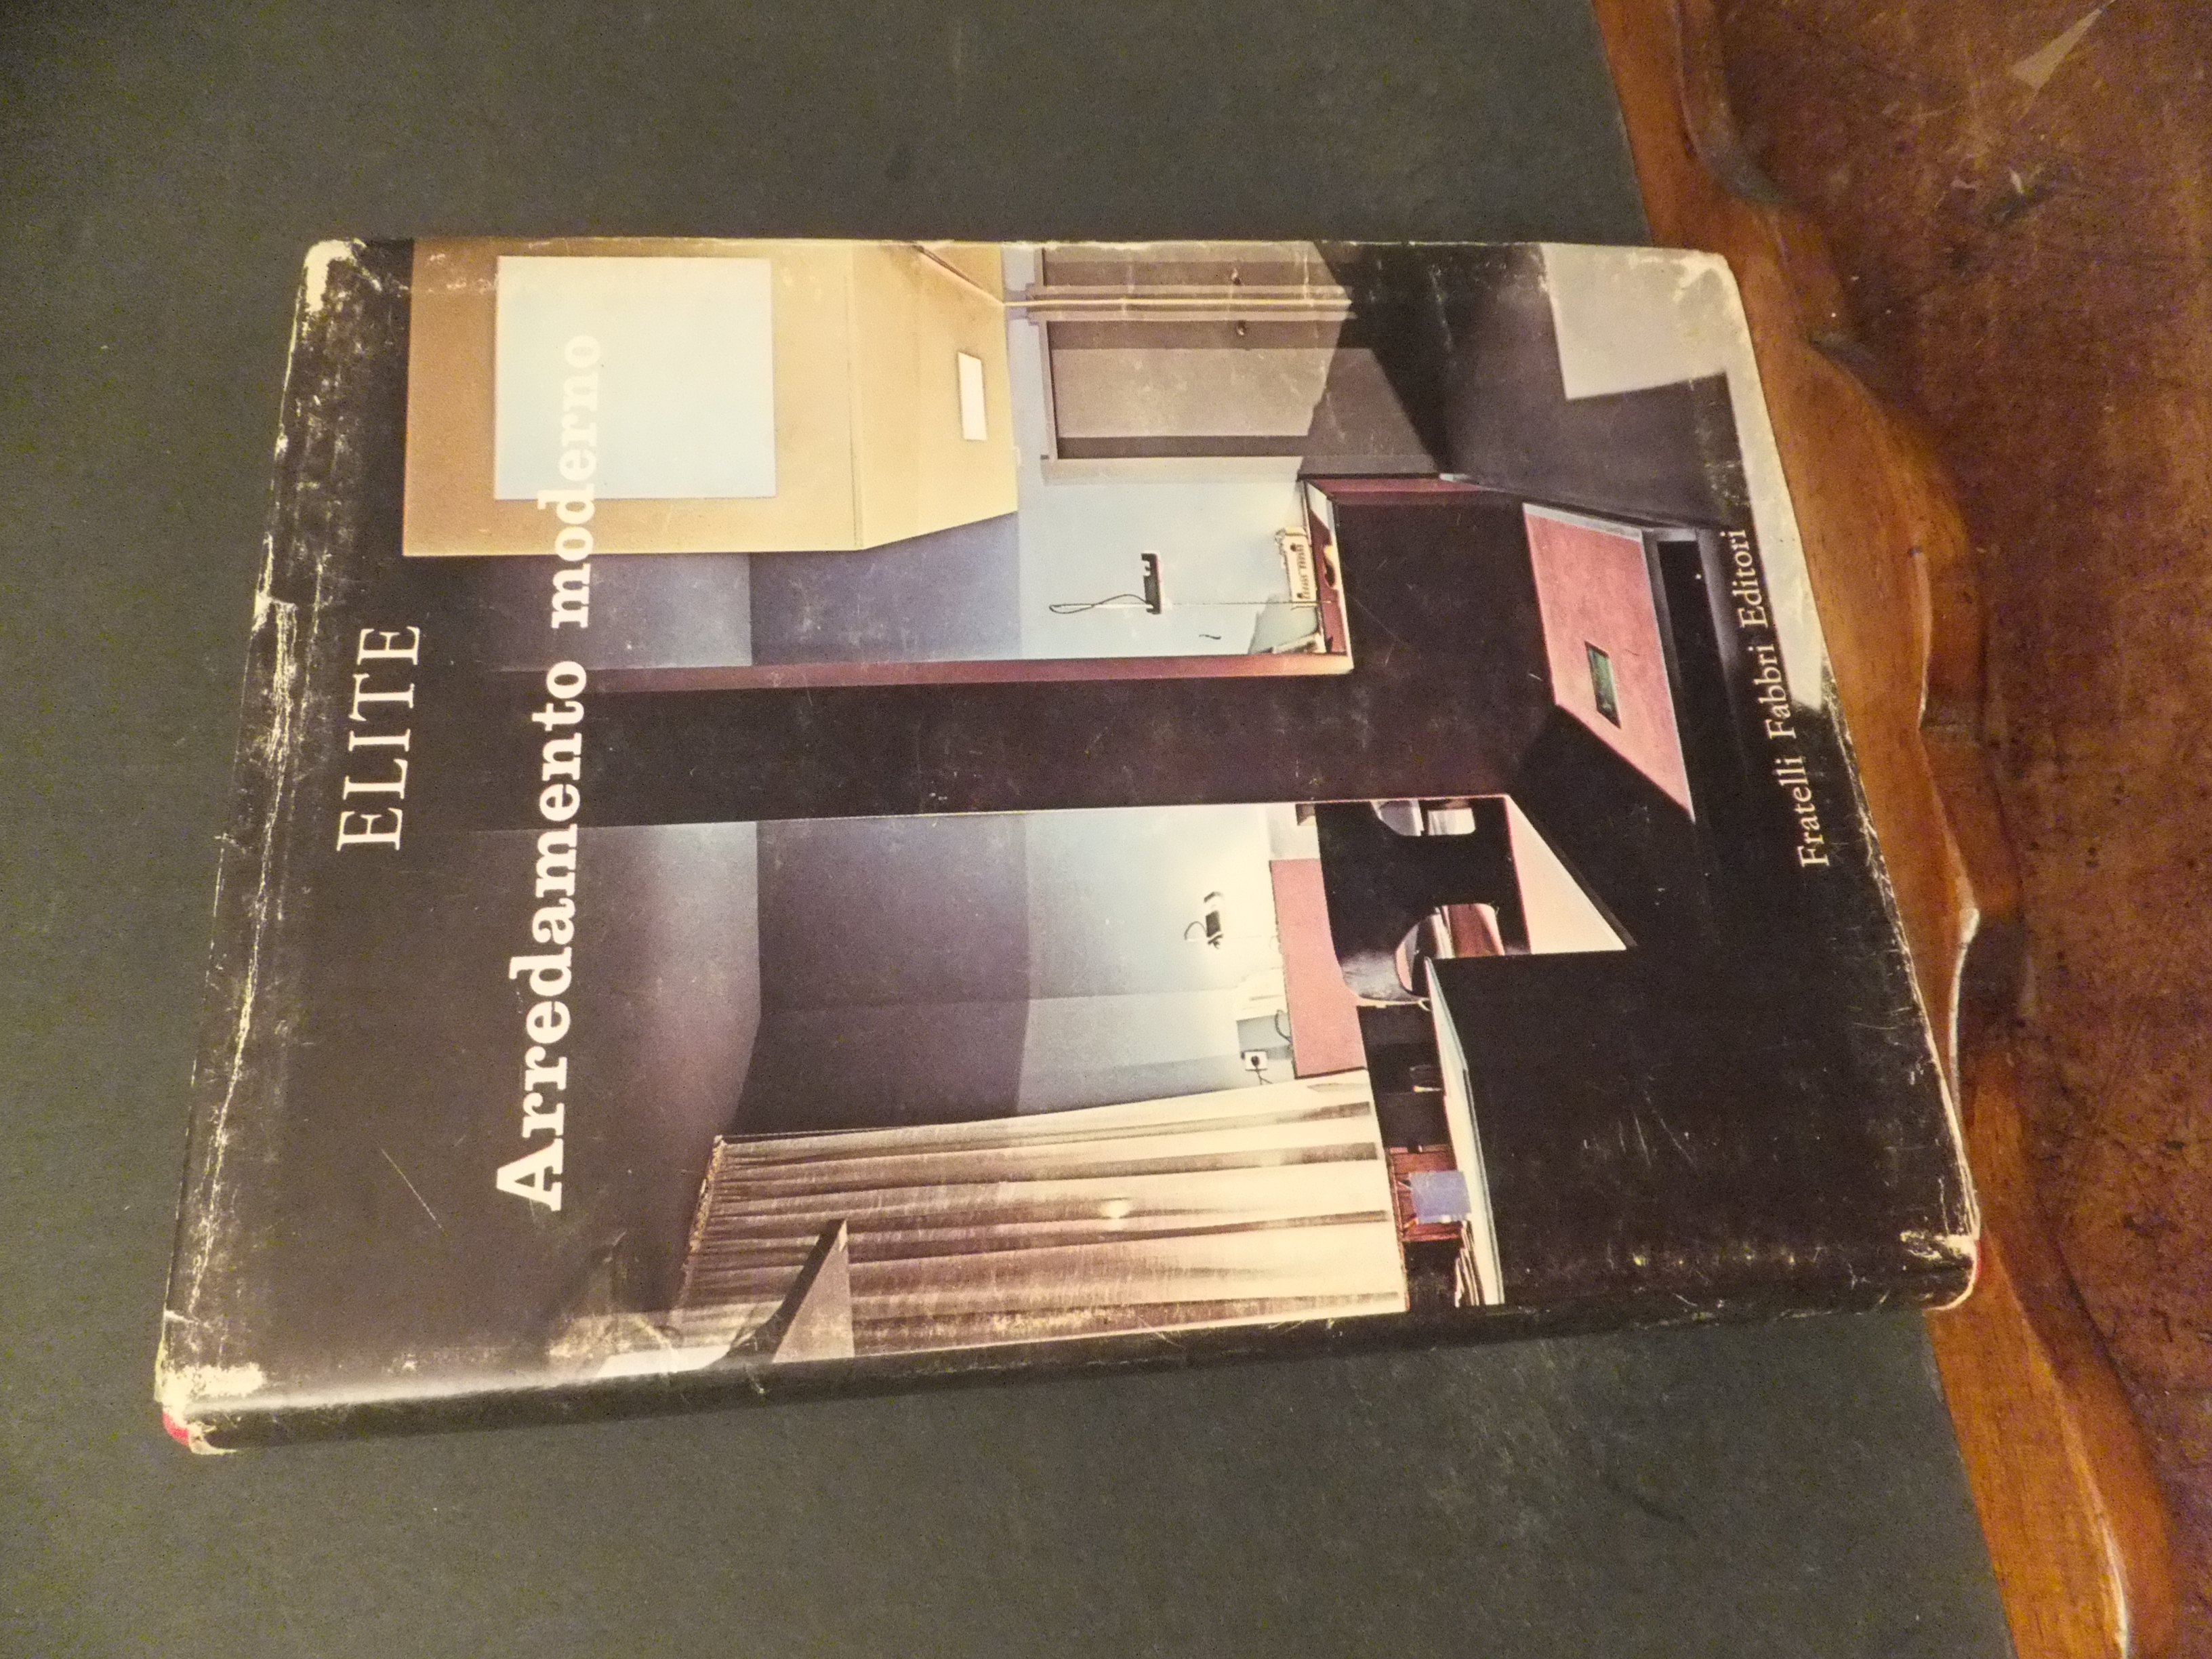 ELITE
Arredamento moderno
Fratelli Fabbri Editori